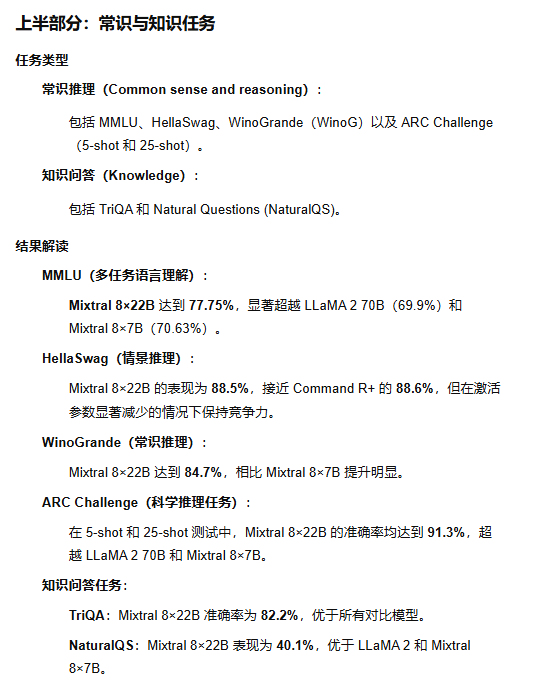 上半部分：常识与知识任务
任务类型
常识推理（Common sense and reasoning）：
包括 MMLU、HellaSwag、WinoGrande（WinoG）以及 ARC Challenge
（5-shot 和 25-shot）。
知识问答（Knowledge）：
包括 TriQA 和 Natural Questions (NaturalQS)。
结果解读
MMLU（多任务语言理解）：
Mixtral 8×22B 达到 77.75%，显著超越 LLaMA 2 70B（69.9%）和
Mixtral 8×7B（70.63%）。
HellaSwag（情景推理）：
Mixtral 8×22B 的表现为 88.5%，接近 Command R+ 的 88.6%，但在激活
参数显著减少的情况下保持竞争力。
WinoGrande（常识推理）：
Mixtral 8×22B 达到 84.7%，相比 Mixtral 8×7B 提升明显。
ARC Challenge（科学推理任务）：
在 5-shot 和 25-shot 测试中，Mixtral 8×22B 的准确率均达到 91.3%，超
越 LLaMA 2 70B 和 Mixtral 8×7B。
知识问答任务：
TriQA：Mixtral 8×22B 准确率为 82.2%，优于所有对比模型。
NaturalQS：Mixtral 8×22B 表现为 40.1%，优于 LLaMA 2 和 Mixtral
8×7B。